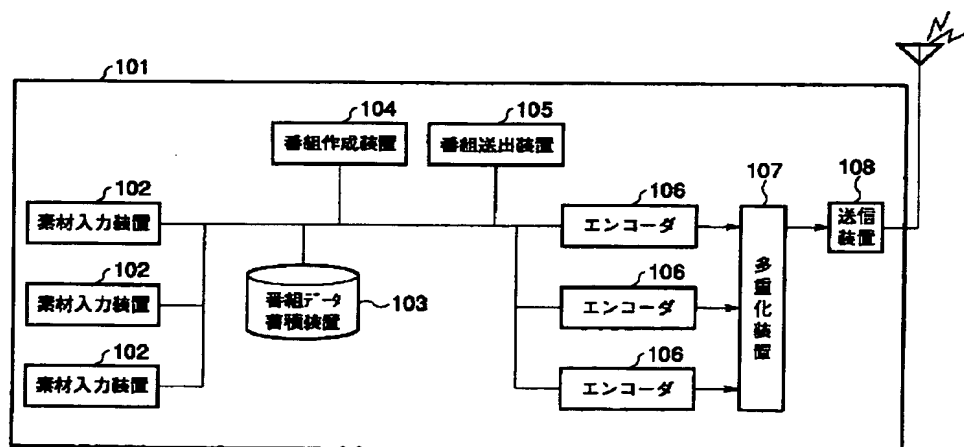 101
104
105
番組作成装置
番組送出装置
102
素材入力装置
106
エンコーダ
107
多重化装置
108
送信
装置
102
素材入力装置
番組データ
蓄積装置
103
106
エンコーダ
102
素材入力装置
106
エンコーダ